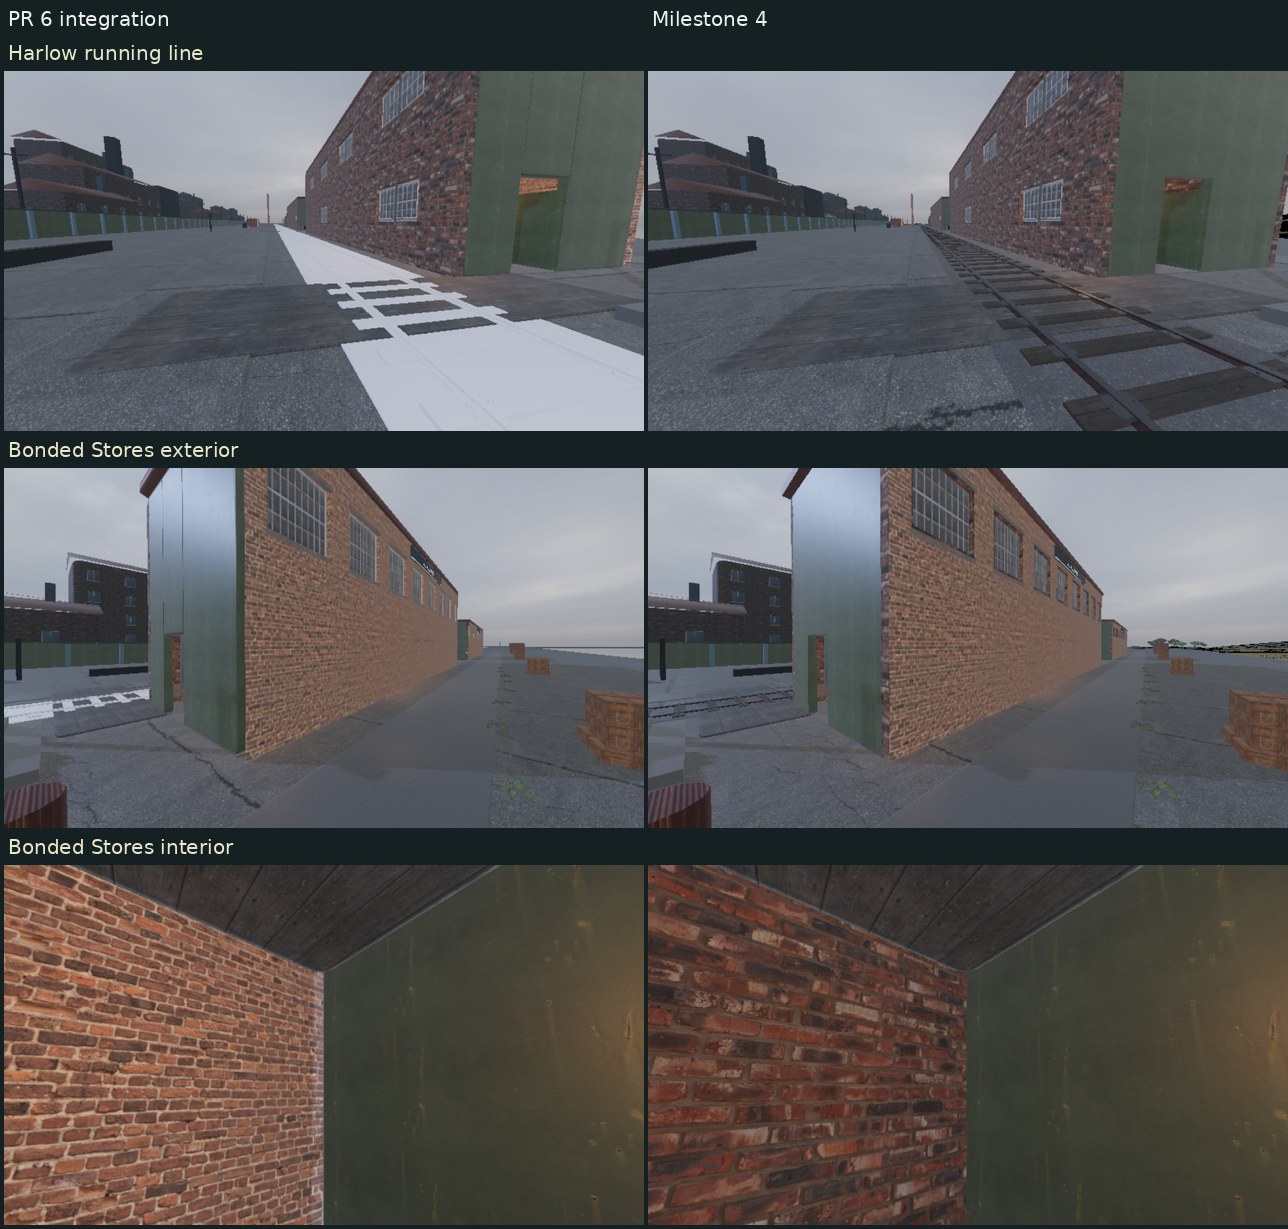 PR 6 integration
Milestone 4
Harlow running line
Bonded Stores exterior
Bonded Stores interior